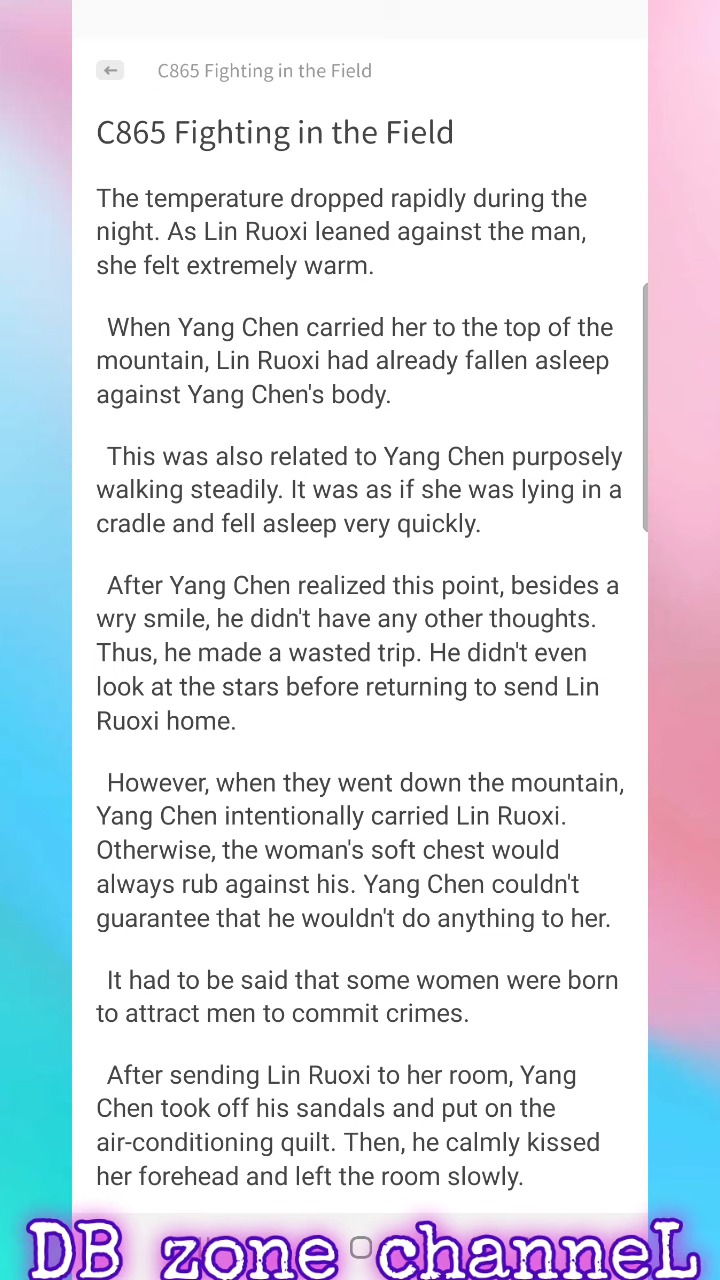 C865 Fighting in the Field
C865 Fighting in the Field
The temperature dropped rapidly during the
night. As Lin Ruoxi leaned against the man,
she felt extremely warm.
When Yang Chen carried her to the top of the
mountain, Lin Ruoxi had already fallen asleep
against Yang Chen's body.
This was also related to Yang Chen purposely
walking steadily. It was as if she was lying in a
cradle and fell asleep very quickly.
After Yang Chen realized this point, besides a
wry smile, he didn't have any other thoughts.
Thus, he made a wasted trip. He didn't even
look at the stars before returning to send Lin
Ruoxi home.
However, when they went down the mountain,
Yang Chen intentionally carried Lin Ruoxi.
Otherwise, the woman's soft chest would
always rub against his. Yang Chen couldn't
guarantee that he wouldn't do anything to her.
It had to be said that some women were born
to attract men to commit crimes.
After sending Lin Ruoxi to her room, Yang
Chen took off his sandals and put on the
air-conditioning quilt. Then, he calmly kissed
her forehead and left the room slowly.
DB zone channeL